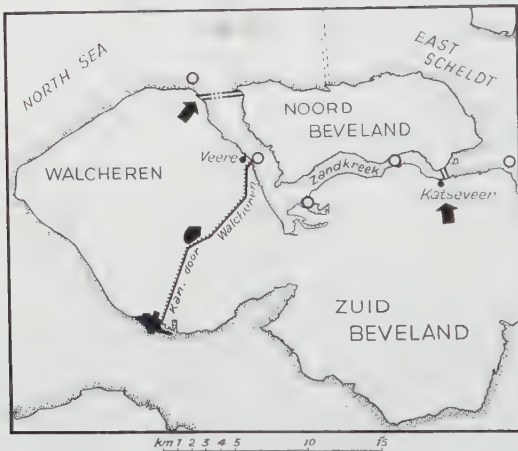 NORTH SEA
EAST
SCHELDT
NOORD
BEVELAND
Veere
WALCHEREN
Zandkreek
Katseveer
Kan. door
Walcheren
ZUID
BEVELAND
km 1 2 3 4 5 10 15